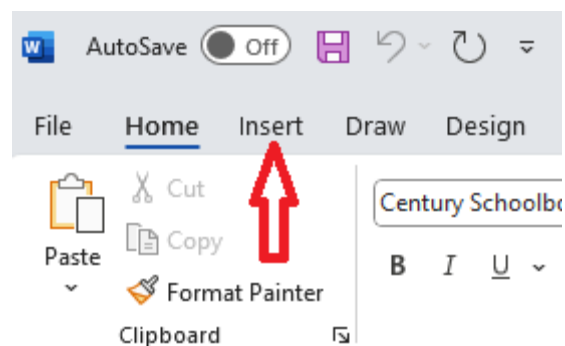 W AutoSave Off
File Home Insert Draw Design
Cut
Copy
Paste
Format Painter
Clipboard
Century Schoolbo
B I U